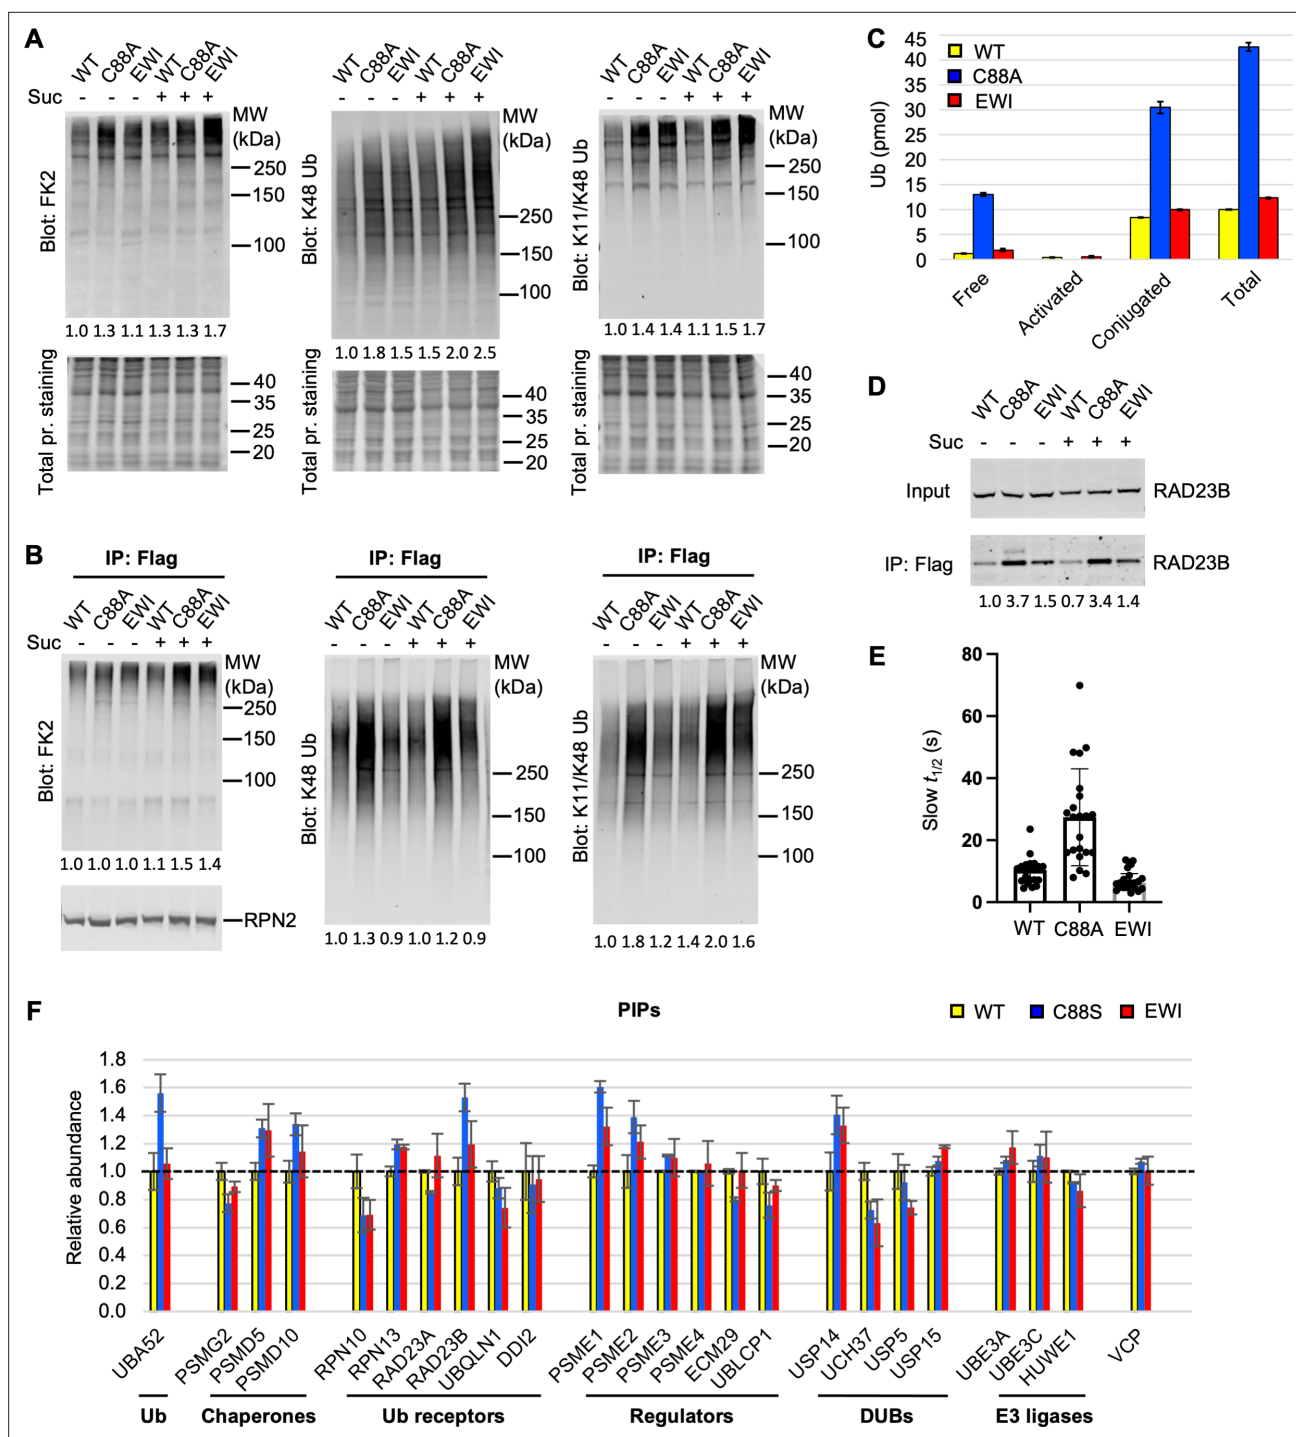 A
WT C88A EWI WT C88A EWI
Suc - - - + + +
MW
(kDa)
250
150
100
Blot: FK2
1.0 1.3 1.1 1.3 1.3 1.7
Total pr. staining
40
35
25
20
WT C88A EWI WT C88A EWI
- - - + + +
MW
(kDa)
Blot: K48 Ub
250
150
100
1.0 1.8 1.5 1.5 2.0 2.5
Total pr. staining
40
35
25
20
WT C88A EWI WT C88A EWI
- - - + + +
MW
(kDa)
Blot: K11/K48 Ub
250
150
100
1.0 1.4 1.4 1.1 1.5 1.7
Total pr. staining
40
35
25
20
B
IP: Flag
WT C88A EWI WT C88A EWI
Suc - - - + + +
MW
(kDa)
Blot: FK2
250
150
100
1.0 1.0 1.0 1.1 1.5 1.4
RPN2
IP: Flag
WT C88A EWI WT C88A EWI
- - - + + +
MW
(kDa)
Blot: K48 Ub
250
150
100
1.0 1.3 0.9 1.0 1.2 0.9
IP: Flag
WT C88A EWI WT C88A EWI
- - - + + +
MW
(kDa)
Blot: K11/K48 Ub
250
150
100
1.0 1.8 1.2 1.4 2.0 1.6
C
WT
C88A
EWI
Ub (pmol)
45
40
35
30
25
20
15
10
5
0
Free Activated Conjugated Total
D
WT C88A EWI WT C88A EWI
Suc - - - + + +
Input RAD23B
IP: Flag RAD23B
1.0 3.7 1.5 0.7 3.4 1.4
E
Slow t1/2 (s)
80
60
40
20
0
WT C88A EWI
F
PIPs
WT C88S EWI
Relative abundance
1.8
1.6
1.4
1.2
1.0
0.8
0.6
0.4
0.2
0.0
UBA52 PSMG2 PSMD5 PSMD10 RPN10 RPN13 RAD23A RAD23B UBQLN1 DDI2 PSME1 PSME2 PSME3 PSME4 ECM29 UBLCP1 USP14 UCH37 USP5 USP15 UBE3A UBE3C HUWE1 VCP
Ub Chaperones Ub receptors Regulators DUBs E3 ligases